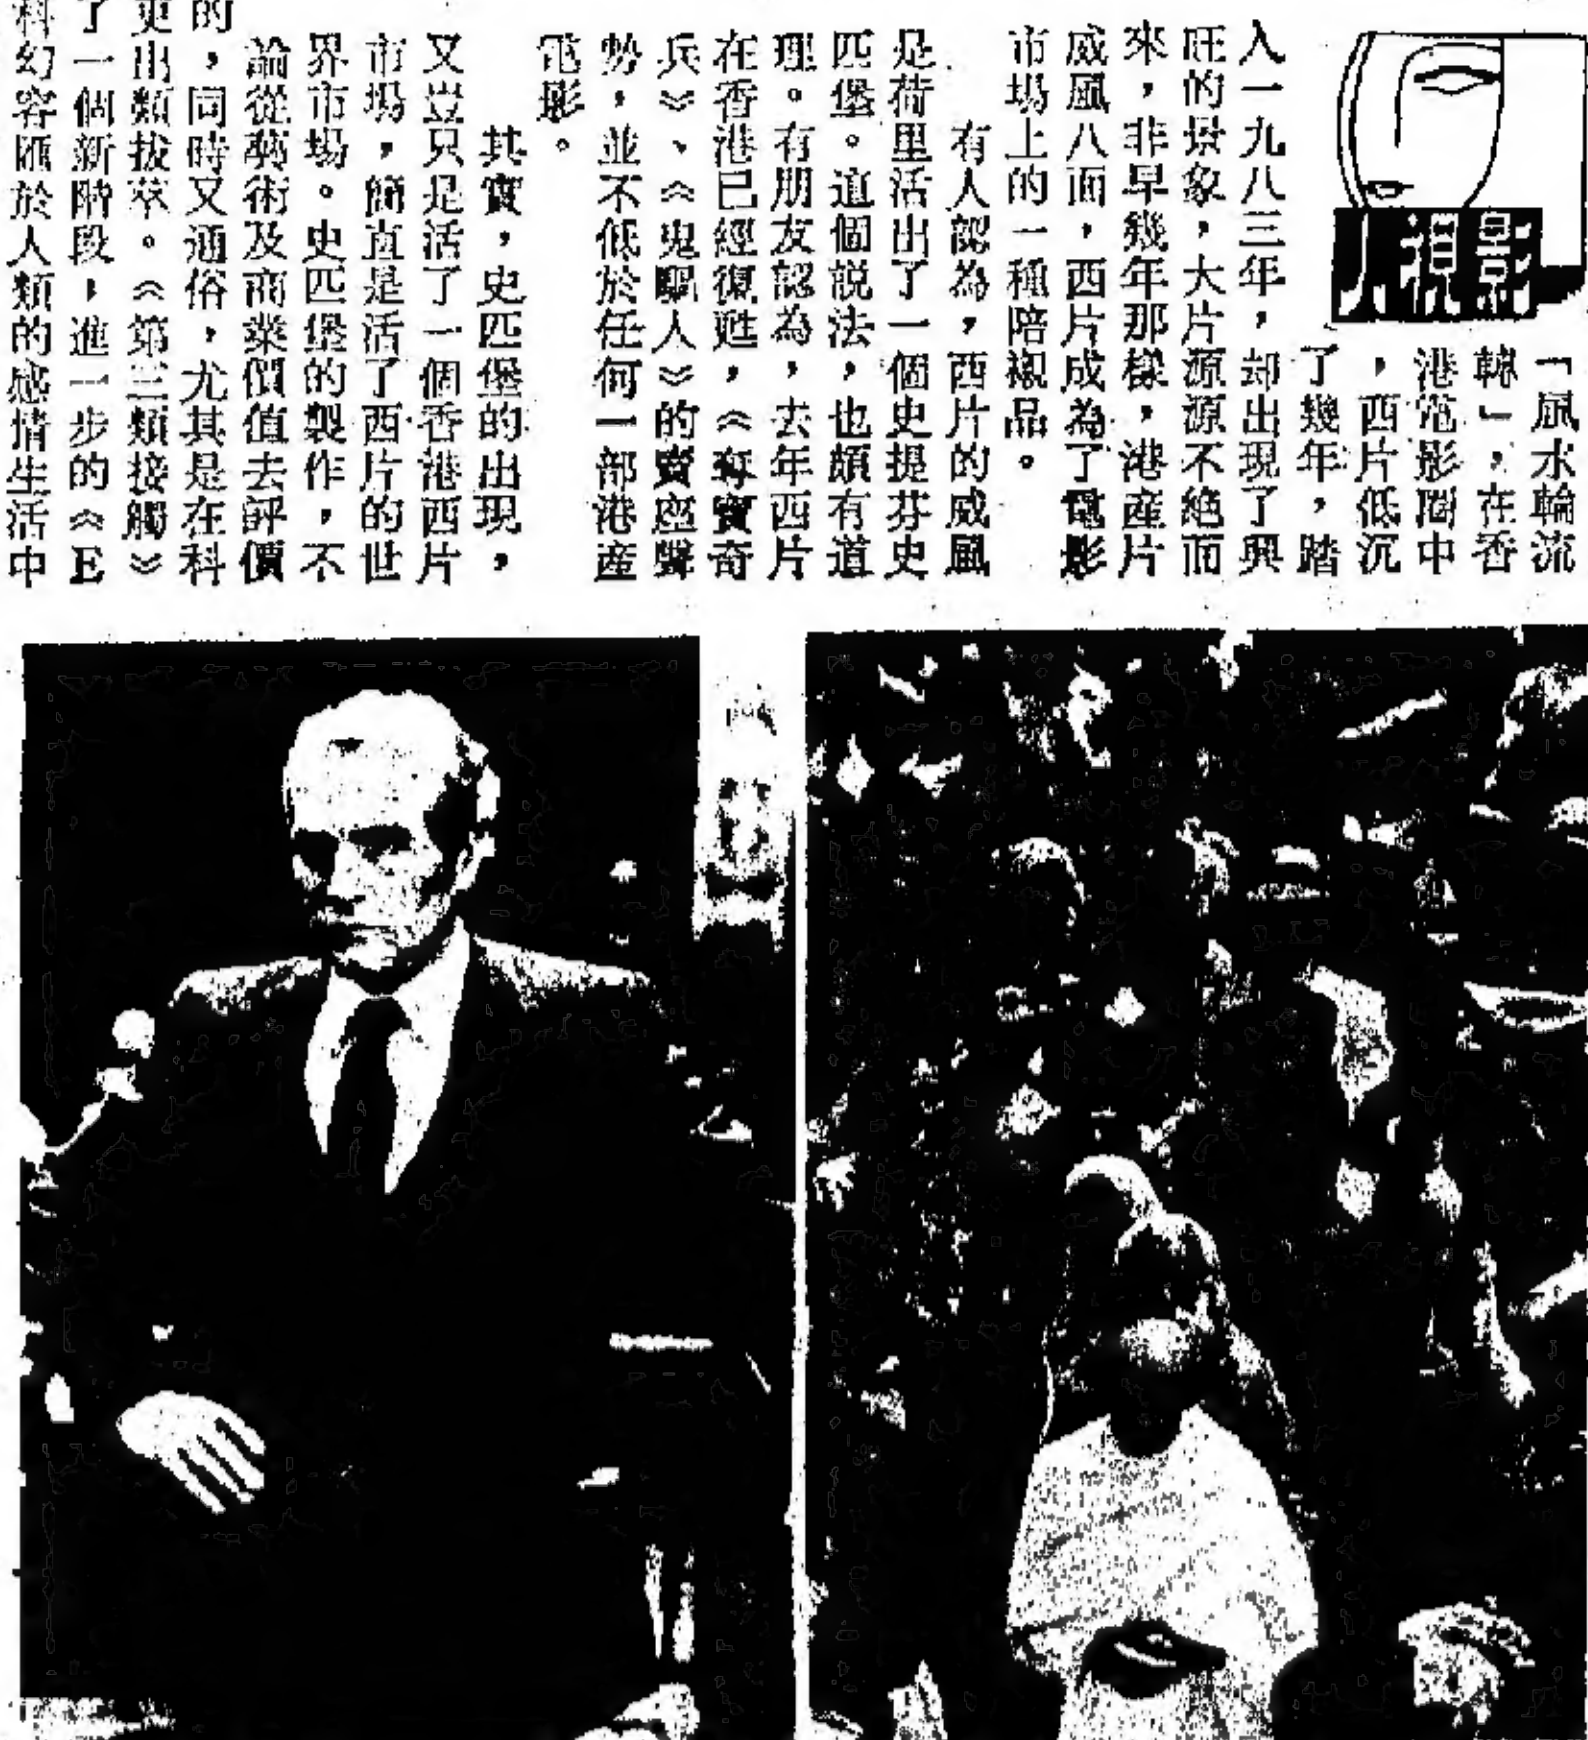 影視八
「風水輪流
轉」，在香
港電影圈中
，西片低沉
了幾年，踏
入一九八三年，却出現了興
旺的景象，大片源源不絕而
來，非早幾年那樣，港產片
威風八面，西片成為了電影
市場上的一種陪襯品。
有人認為，西片的威風
是荷里活出了一個史提芬史
匹堡。這個說法，也頗有道
理。有朋友認為，去年西片
在香港已經復甦，《奪寶奇
兵》、《鬼驅人》的賣座聲
勢，並不低於任何一部港產
電影。
其實，史匹堡的出現，
又豈只是活了一個香港西片
市場，簡直是活了西片的世
界市場。史匹堡的製作，不
論從藝術及商業價值去評價
的，同時又通俗，尤其是在科
更出類拔萃。《第三類接觸》
了一個新階段，進一步的《E
科幻容匯於人類的感情生活中